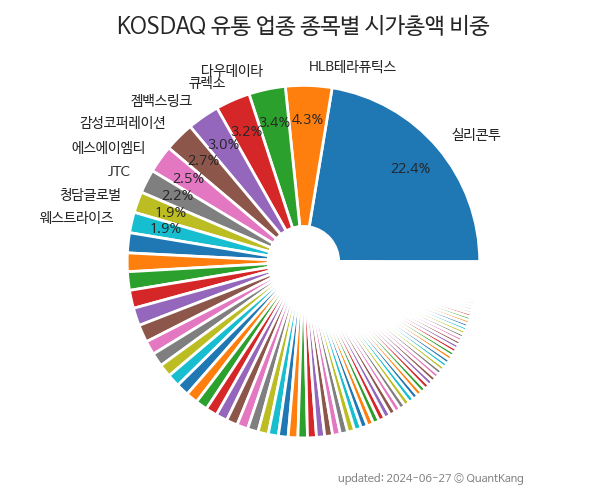 KOSDAQ 유통 업종 종목별 시가총액 비중
실리콘투
22.4%
HLB테라퓨틱스
4.3%
다우데이타
3.4%
큐렉소
3.2%
젬백스링크
3.0%
감성코퍼레이션
2.7%
에스에이엠티
2.5%
JTC
2.2%
청담글로벌
1.9%
웨스트라이즈
1.9%
updated: 2024-06-27 © QuantKang